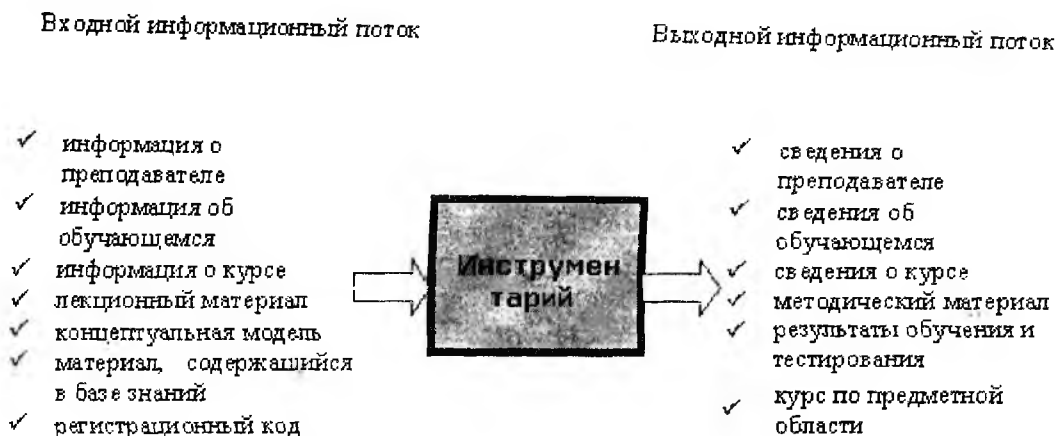 Входной информационный поток
Выходной информационный поток
✓ информация о
преподавателе
✓ информация об
обучающемся
✓ информация о курсе
✓ лекционный материал
✓ концептуальная модель
✓ материал, содержащийся
в базе знаний
✓ регистрационный код
Инструмен
тарий
✓ сведения о
преподавателе
✓ сведения об
обучающемся
✓ сведения о курсе
✓ методический материал
✓ результаты обучения и
тестирования
✓ курс по предметной
области